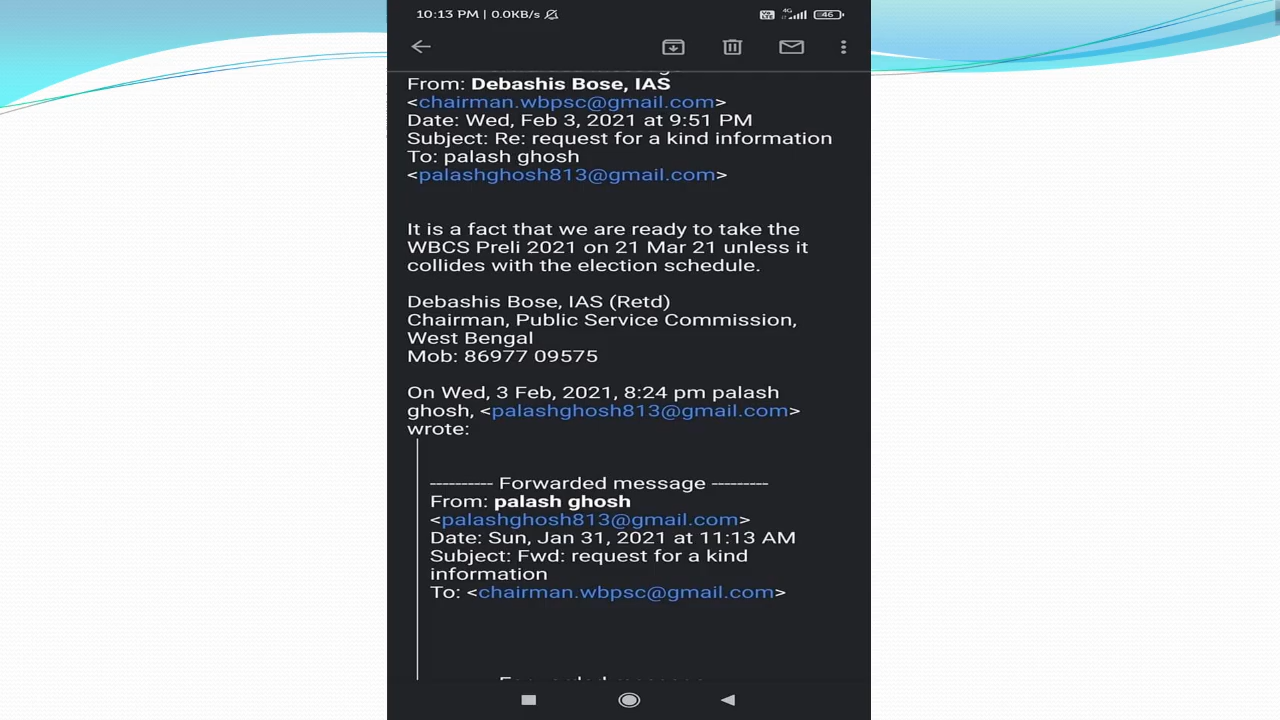 10:13 PM | 0.0KB/s
4G
46
From: Debashis Bose, IAS
<chairman.wbpsc@gmail.com>
Date: Wed, Feb 3, 2021 at 9:51 PM
Subject: Re: request for a kind information
To: palash ghosh
<palashghosh813@gmail.com>
It is a fact that we are ready to take the
WBCS Preli 2021 on 21 Mar 21 unless it
collides with the election schedule.
Debashis Bose, IAS (Retd)
Chairman, Public Service Commission,
West Bengal
Mob: 86977 09575
On Wed, 3 Feb, 2021, 8:24 pm palash
ghosh, <palashghosh813@gmail.com>
wrote:
---------- Forwarded message ---------
From: palash ghosh
<palashghosh813@gmail.com>
Date: Sun, Jan 31, 2021 at 11:13 AM
Subject: Fwd: request for a kind
information
To: <chairman.wbpsc@gmail.com>